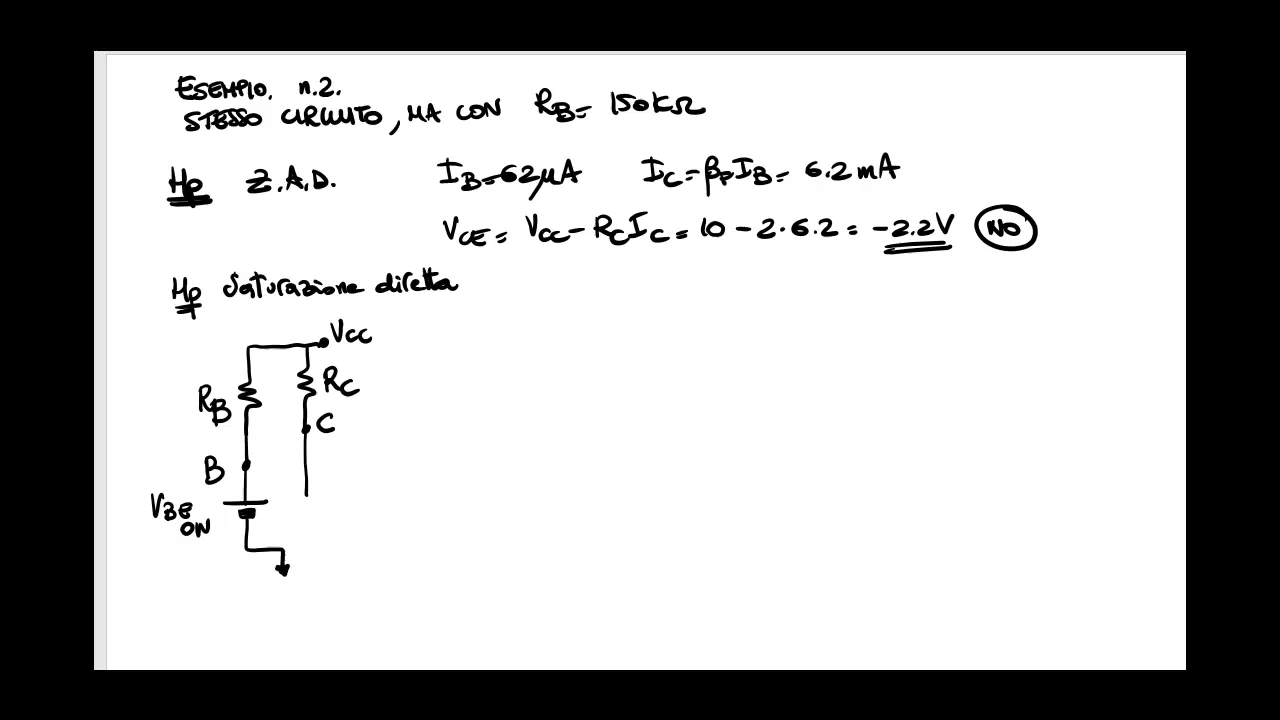 ESEMPIO. n.2.
STESSO CIRCUITO, MA CON R_B = 150kΩ
Hp Z.A.D. I_B = 62μA I_C = β_F I_B = 6.2 mA
V_CE = V_CC - R_C I_C = 10 - 2 · 6.2 = -2.2V NO
Hp Saturazione diretta
V_CC
R_B R_C
C
B
V_BE ON